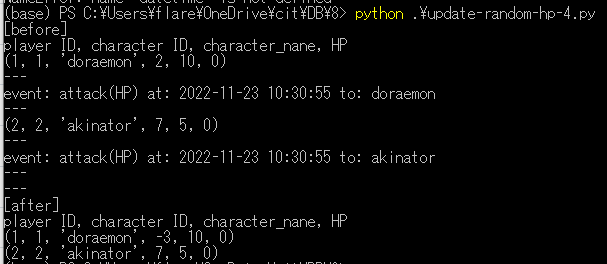 (base) PS C:¥Users¥flare¥OneDrive¥cit¥DB¥8> python .¥update-random-hp-4.py
[before]
player ID, character ID, character_nane, HP
(1, 1, 'doraemon', 2, 10, 0)
---
event: attack(HP) at: 2022-11-23 10:30:55 to: doraemon
---
(2, 2, 'akinator', 7, 5, 0)
---
event: attack(HP) at: 2022-11-23 10:30:55 to: akinator
---
---
[after]
player ID, character ID, character_nane, HP
(1, 1, 'doraemon', -3, 10, 0)
(2, 2, 'akinator', 7, 5, 0)